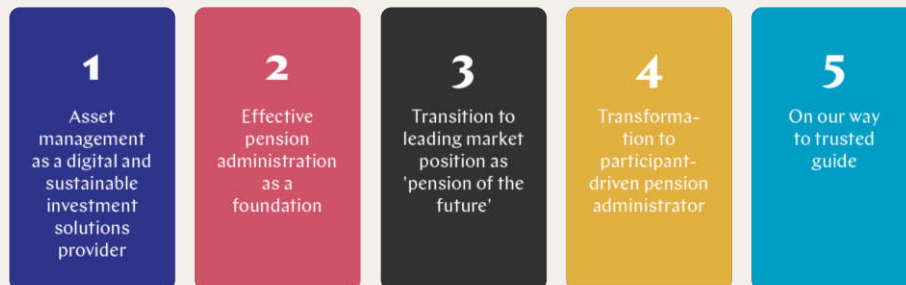 1
Asset
management
as a digital and
sustainable
investment
solutions
provider
2
Effective
pension
administration
as a
foundation
3
Transition to
leading market
position as
'pension of the
future'
4
Transforma-
tion to
participant-
driven pension
administrator
5
On our way
to trusted
guide